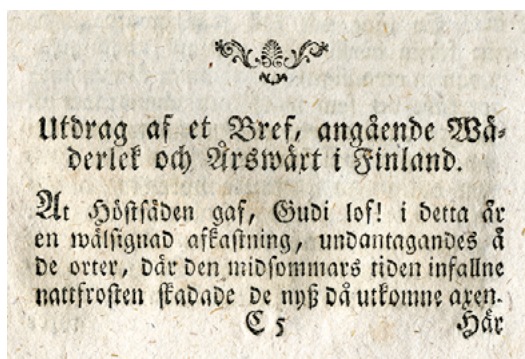 Utdrag af et Bref, angående Wä-
derlek och Årswäxt i Finland.
At Höstsäden gaf, Gudi lof! i detta år
en wälsignad afkastning, undantagandes å
de orter, där den midsommars tiden infallne
nattfrosten skadade de nyß då utkomne axen.
C 5 Här